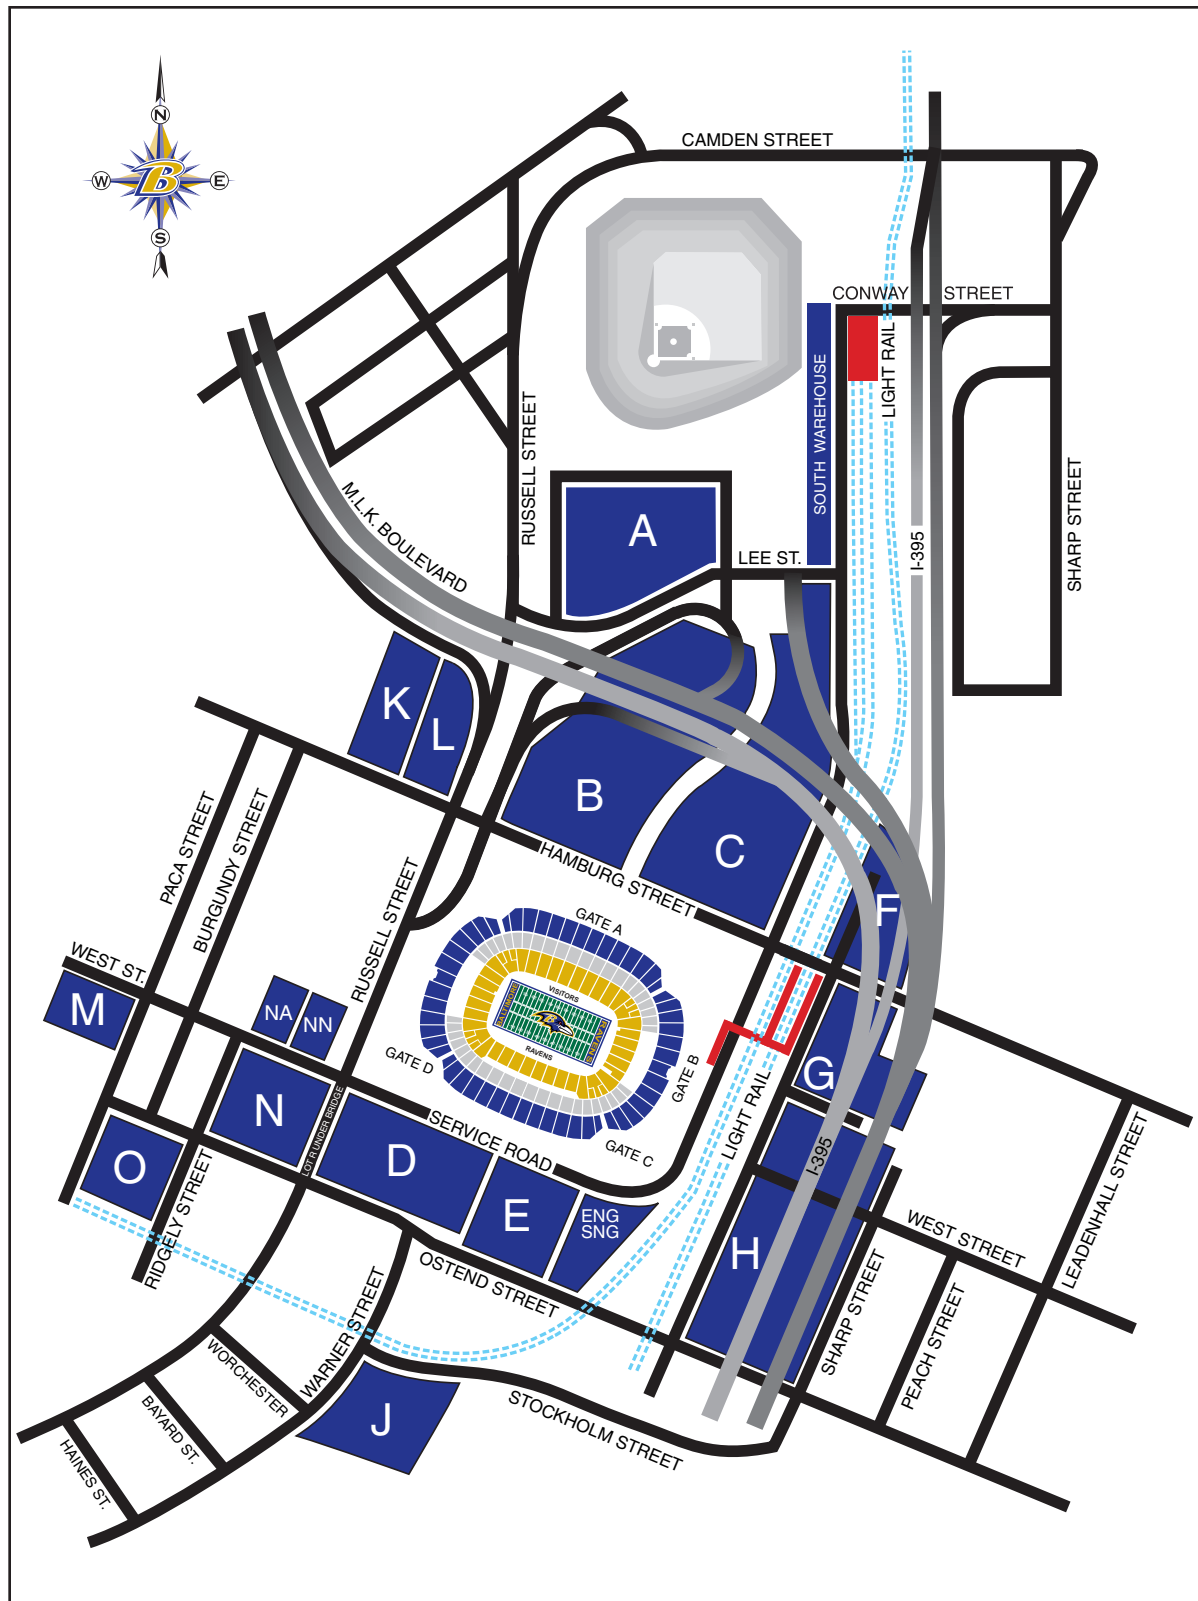 N
W
E
S
B
CAMDEN STREET
CONWAY STREET
LIGHT RAIL
SOUTH WAREHOUSE
RUSSELL STREET
M.L.K. BOULEVARD
A
LEE ST.
I-395
SHARP STREET
K
L
B
C
F
HAMBURG STREET
PACA STREET
BURGUNDY STREET
RUSSELL STREET
WEST ST.
M
NA
NN
GATE A
VISITORS
RAVENS
RAVENS
GATE B
GATE C
GATE D
LIGHT RAIL
G
I-395
N
LOT R UNDER BRIDGE
D
SERVICE ROAD
E
ENG
SNG
O
RIDGELY STREET
OSTEND STREET
H
WEST STREET
LEADENHALL STREET
SHARP STREET
PEACH STREET
WARNER STREET
WORCHESTER
BAYARD ST.
HAINES ST.
J
STOCKHOLM STREET